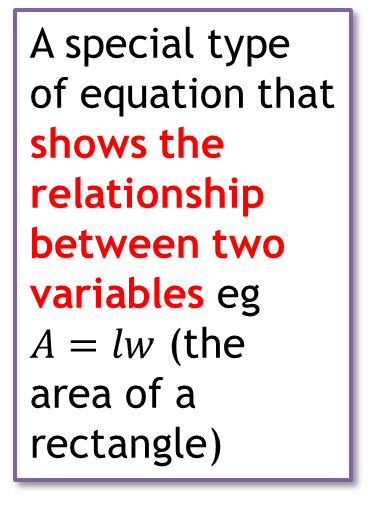 A special type
of equation that
shows the
relationship
between two
variables eg
A = lw (the
area of a
rectangle)